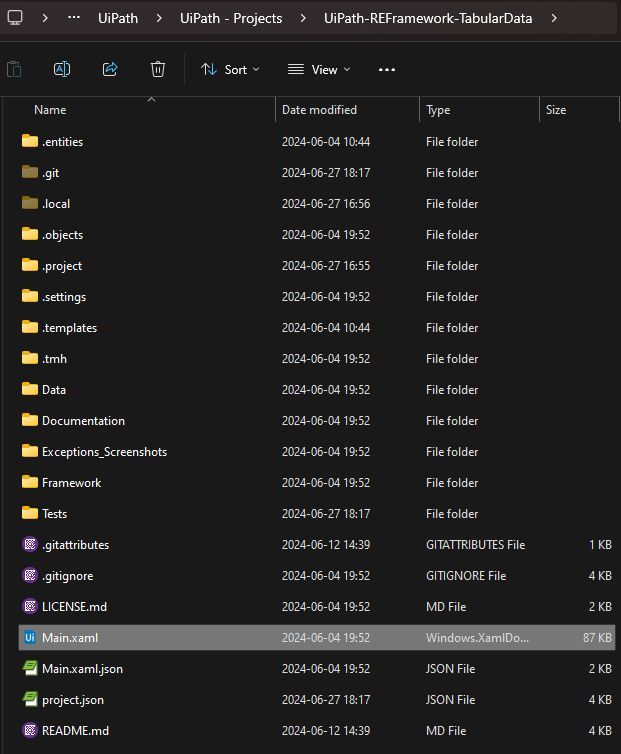 UiPath > UiPath - Projects > UiPath-REFramework-TabularData >
Sort View
Name Date modified Type Size
.entities 2024-06-04 10:44 File folder
.git 2024-06-27 18:17 File folder
.local 2024-06-27 16:56 File folder
.objects 2024-06-04 19:52 File folder
.project 2024-06-27 16:55 File folder
.settings 2024-06-04 19:52 File folder
.templates 2024-06-04 10:44 File folder
.tmh 2024-06-04 19:52 File folder
Data 2024-06-04 19:52 File folder
Documentation 2024-06-04 19:52 File folder
Exceptions_Screenshots 2024-06-04 19:52 File folder
Framework 2024-06-04 19:52 File folder
Tests 2024-06-27 18:17 File folder
.gitattributes 2024-06-12 14:39 GITATTRIBUTES File 1 KB
.gitignore 2024-06-04 19:52 GITIGNORE File 4 KB
LICENSE.md 2024-06-04 19:52 MD File 2 KB
Main.xaml 2024-06-04 19:52 Windows.XamlDo... 87 KB
Main.xaml.json 2024-06-04 19:52 JSON File 2 KB
project.json 2024-06-27 18:17 JSON File 4 KB
README.md 2024-06-12 14:39 MD File 4 KB